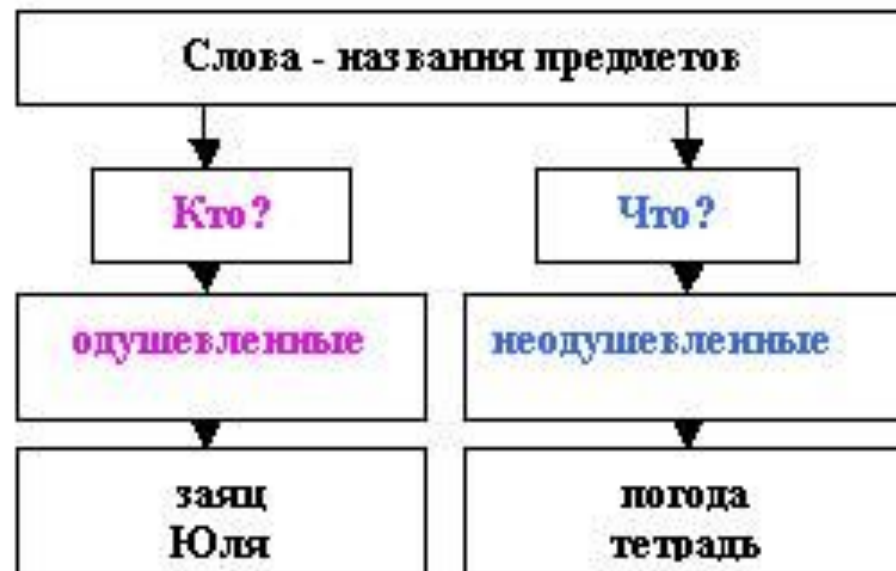 Слова - названия предметов
Кто?
Что?
одушевленные
неодушевленные
заяц
Юля
погода
тетрадь